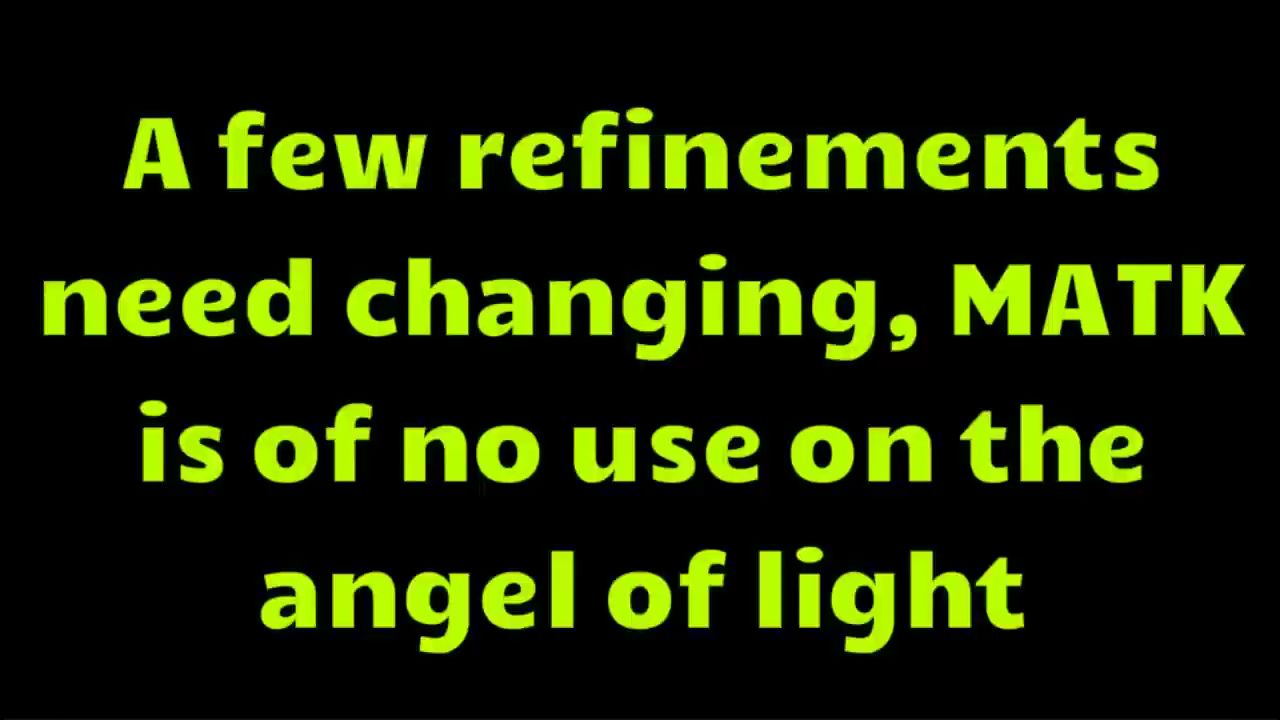 A few refinements
need changing, MATK
is of no use on the
angel of light